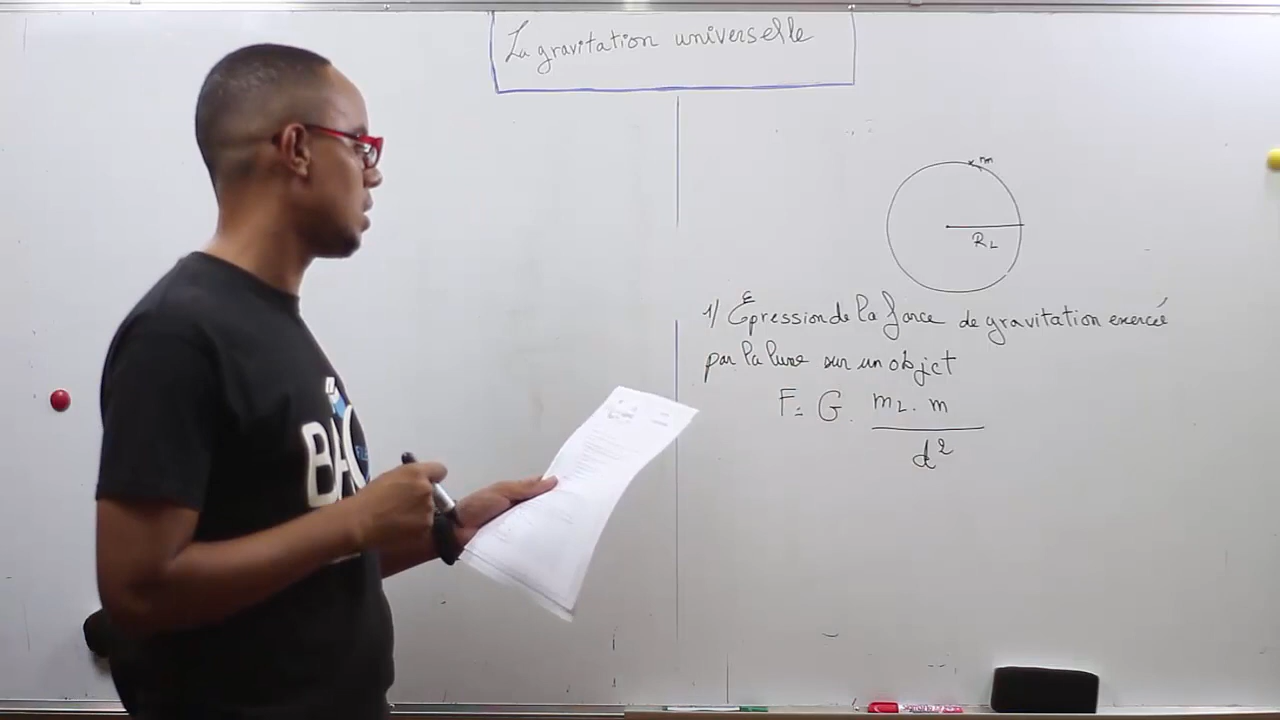 La gravitation universelle
m
RL
1/ Epression de la force de gravitation exercée
par la lune sur un objet
F = G. mL. m
d²
BAC